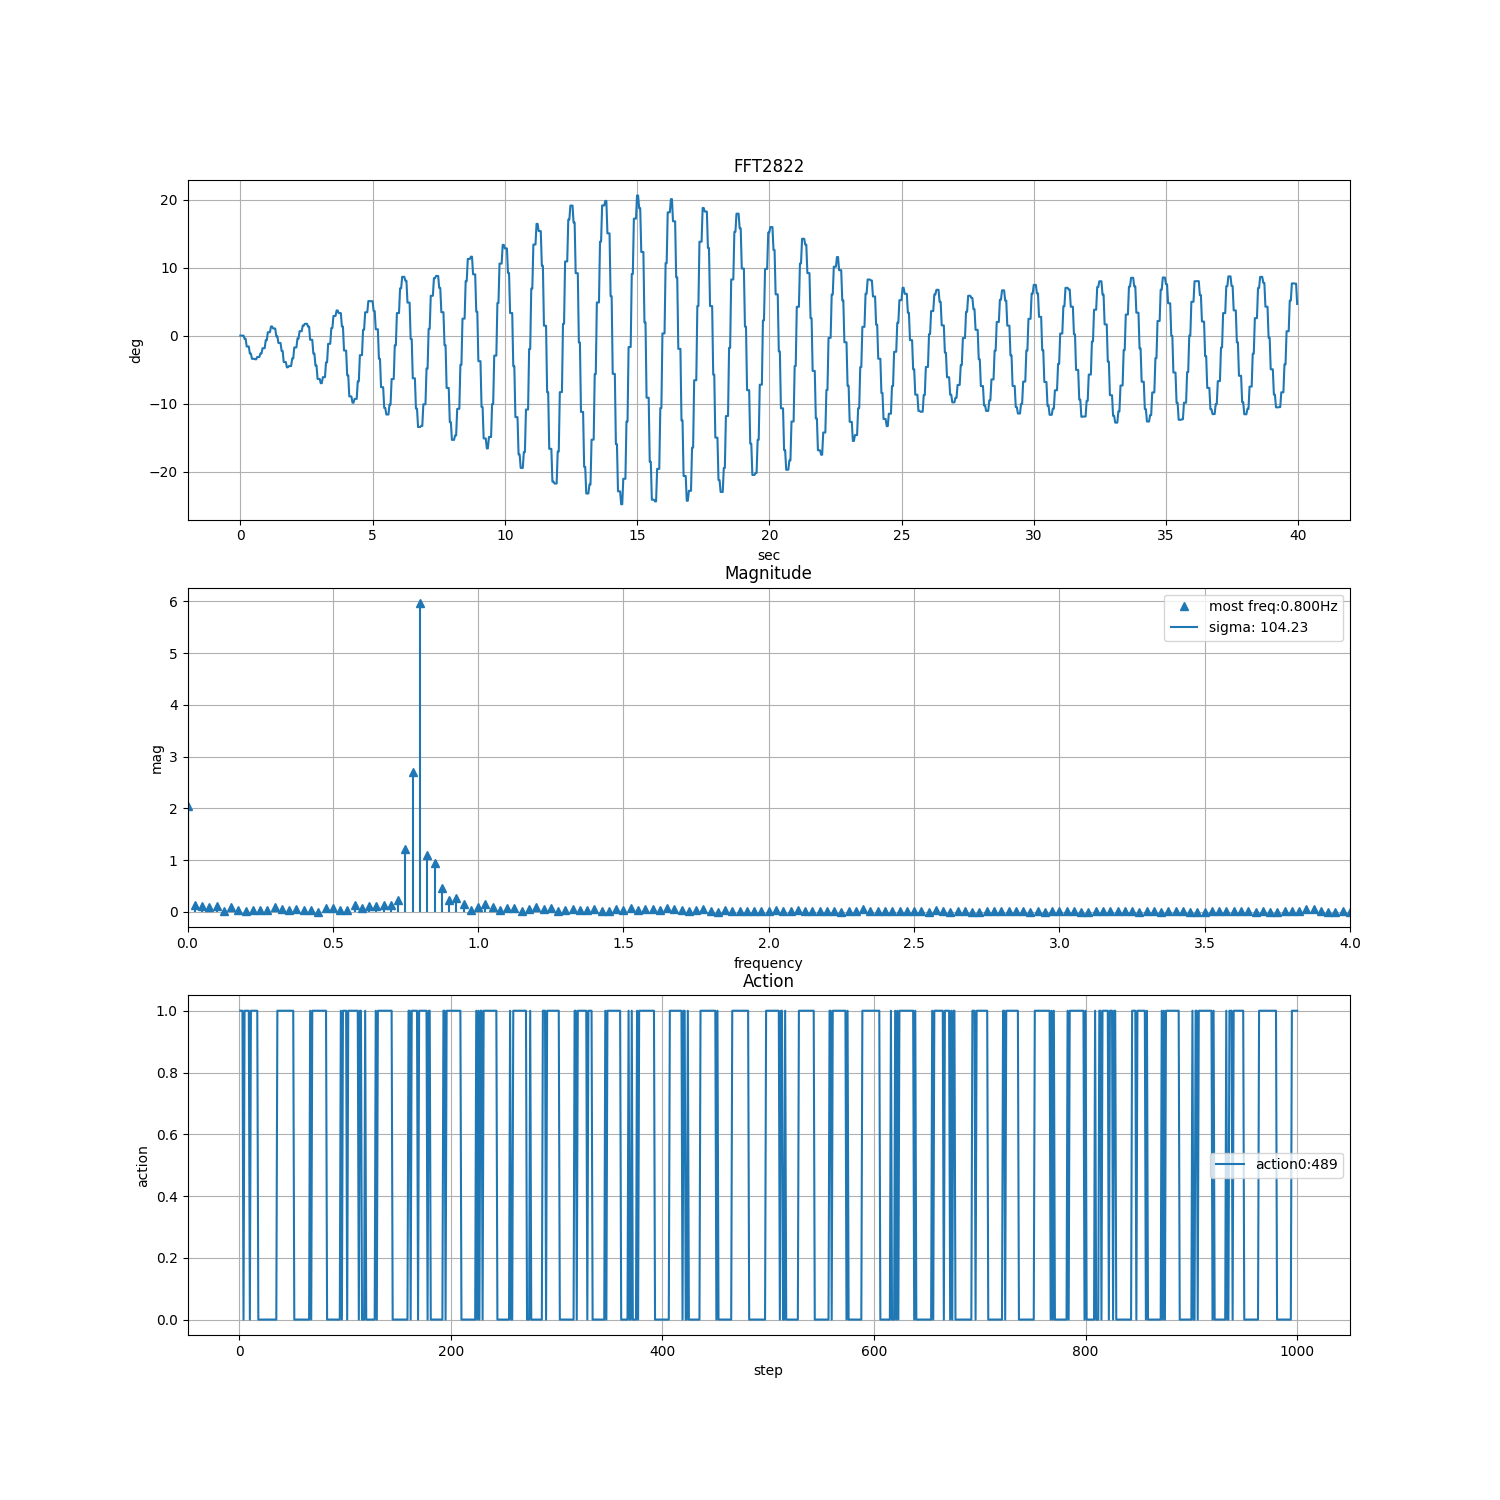 FFT2822
20
10
0
−10
−20
deg
0 5 10 15 20 25 30 35 40
sec
Magnitude
6
5
4
3
2
1
0
mag
most freq:0.800Hz
sigma: 104.23
0.0 0.5 1.0 1.5 2.0 2.5 3.0 3.5 4.0
frequency
Action
1.0
0.8
0.6
0.4
0.2
0.0
action
action0:489
0 200 400 600 800 1000
step